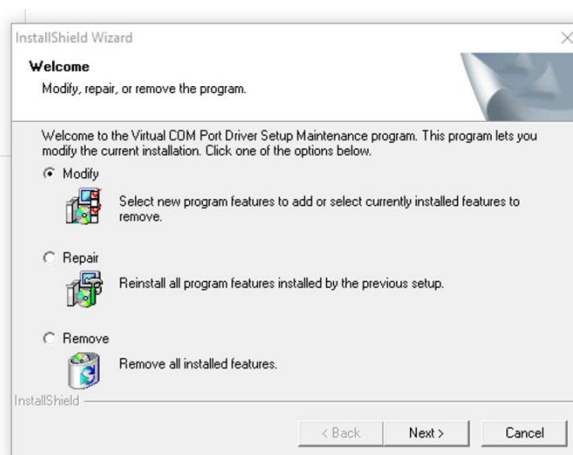 InstallShield Wizard
Welcome
Modify, repair, or remove the program.
Welcome to the Virtual COM Port Driver Setup Maintenance program. This program lets you
modify the current installation. Click one of the options below.
Modify
Select new program features to add or select currently installed features to
remove.
Repair
Reinstall all program features installed by the previous setup.
Remove
Remove all installed features.
InstallShield
< Back
Next >
Cancel